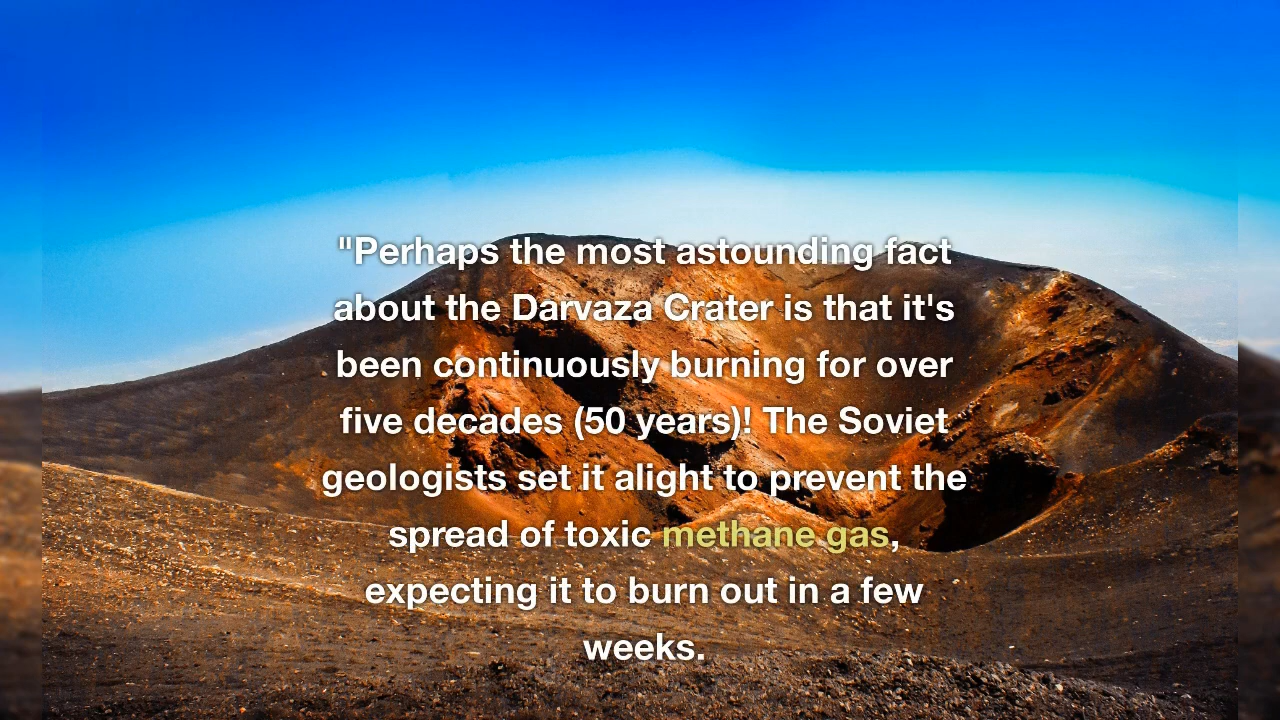 "Perhaps the most astounding fact
about the Darvaza Crater is that it's
been continuously burning for over
five decades (50 years)! The Soviet
geologists set it alight to prevent the
spread of toxic methane gas,
expecting it to burn out in a few
weeks.